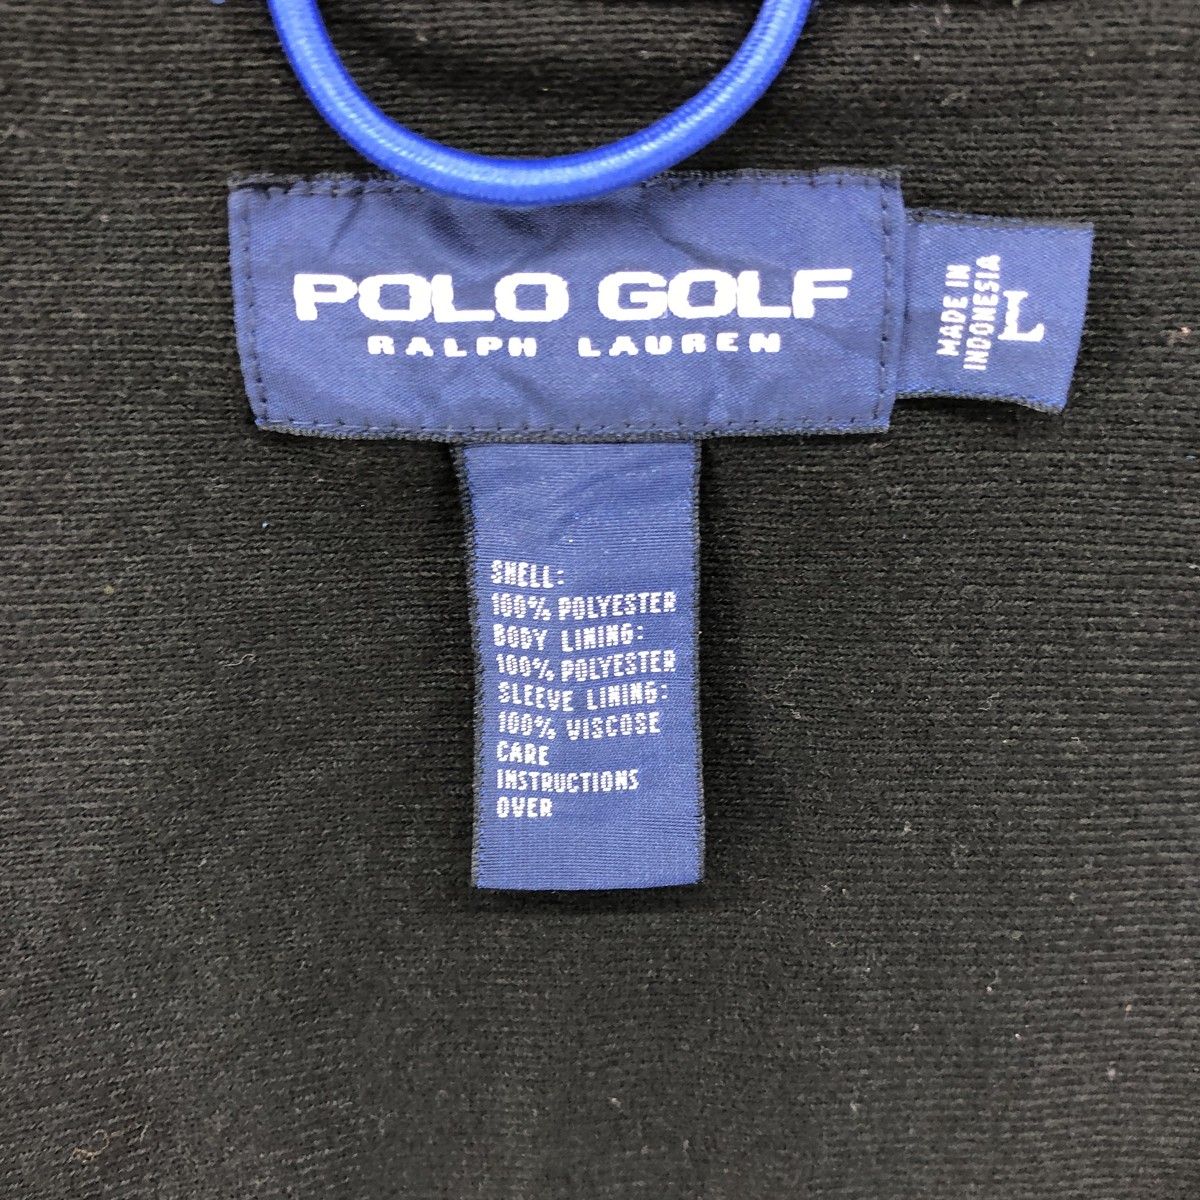 POLO GOLF
RALPH LAUREN
MADE IN
INDONESIA
L
SHELL:
100% POLYESTER
BODY LINING:
100% POLYESTER
SLEEVE LINING:
100% VISCOSE
CARE
INSTRUCTIONS
OVER